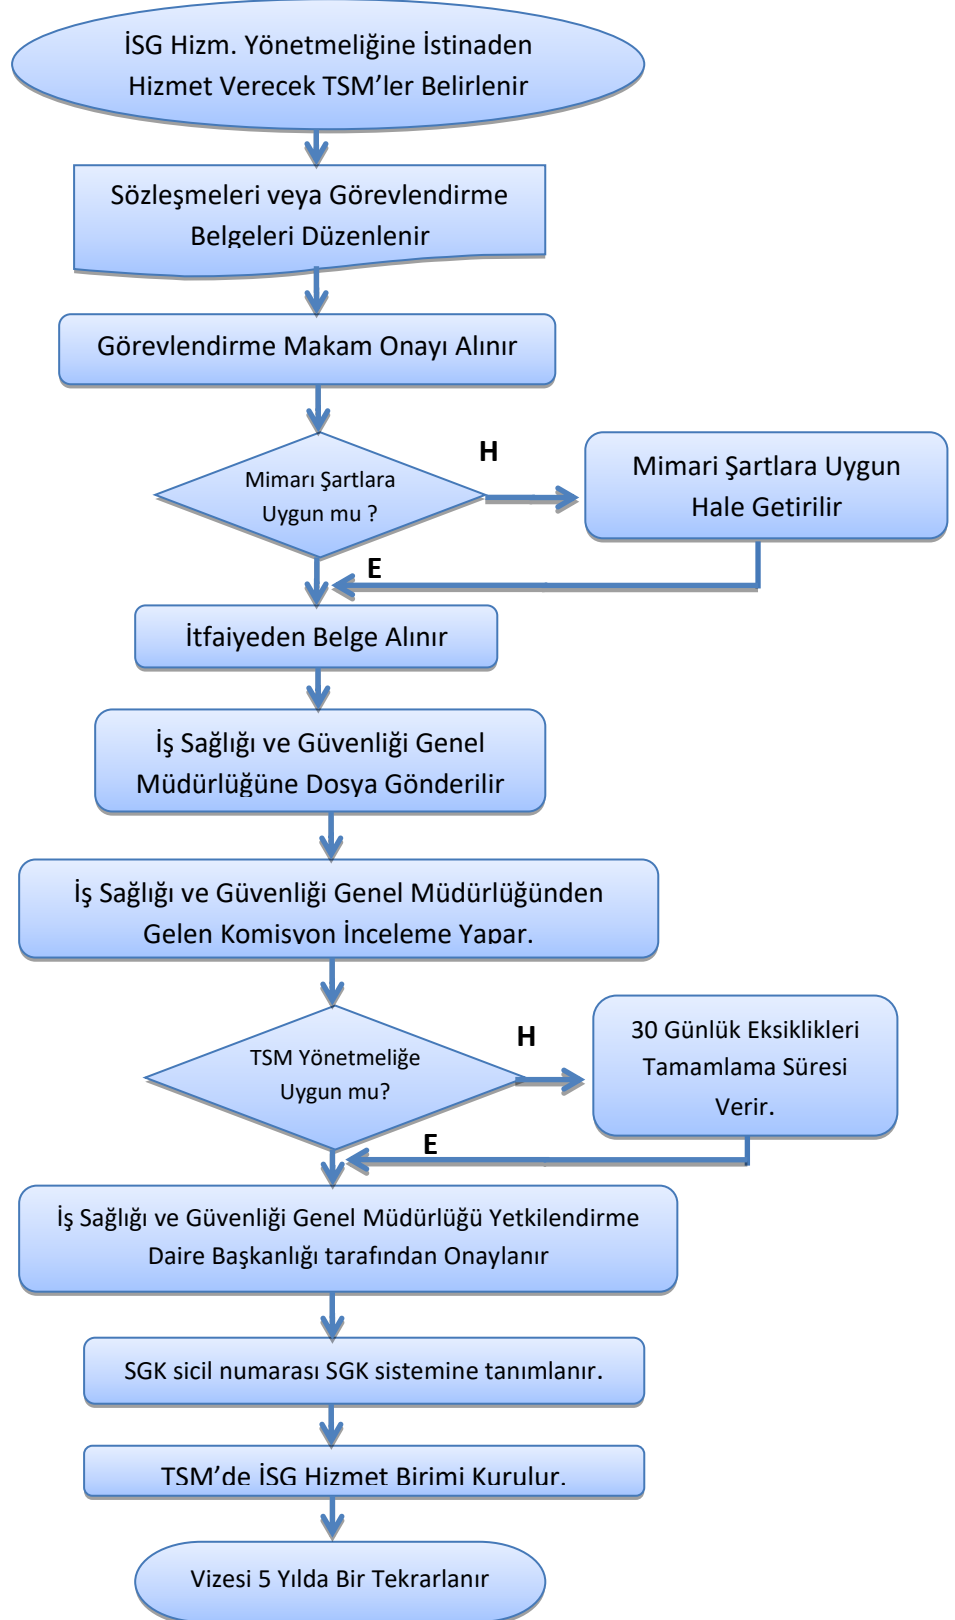 İSG Hizm. Yönetmeliğine İstinaden
Hizmet Verecek TSM’ler Belirlenir
Sözleşmeleri veya Görevlendirme
Belgeleri Düzenlenir
Görevlendirme Makam Onayı Alınır
Mimarı Şartlara
Uygun mu ?
H
Mimari Şartlara Uygun
Hale Getirilir
E
İtfaiyeden Belge Alınır
İş Sağlığı ve Güvenliği Genel
Müdürlüğüne Dosya Gönderilir
İş Sağlığı ve Güvenliği Genel Müdürlüğünden
Gelen Komisyon İnceleme Yapar.
TSM Yönetmeliğe
Uygun mu?
H
30 Günlük Eksiklikleri
Tamamlama Süresi
Verir.
E
İş Sağlığı ve Güvenliği Genel Müdürlüğü Yetkilendirme
Daire Başkanlığı tarafından Onaylanır
SGK sicil numarası SGK sistemine tanımlanır.
TSM’de İSG Hizmet Birimi Kurulur.
Vizesi 5 Yılda Bir Tekrarlanır